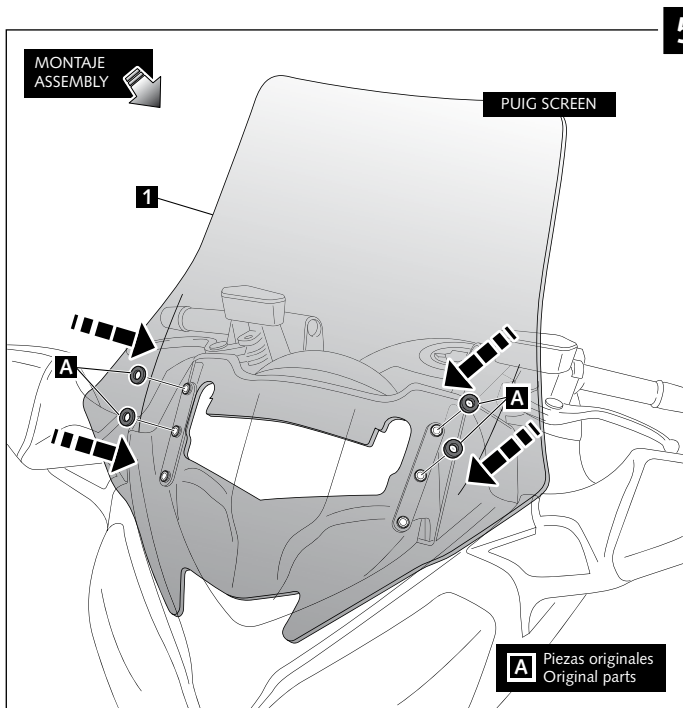 5
MONTAJE
ASSEMBLY
PUIG SCREEN
1
A
A
A
Piezas originales
Original parts